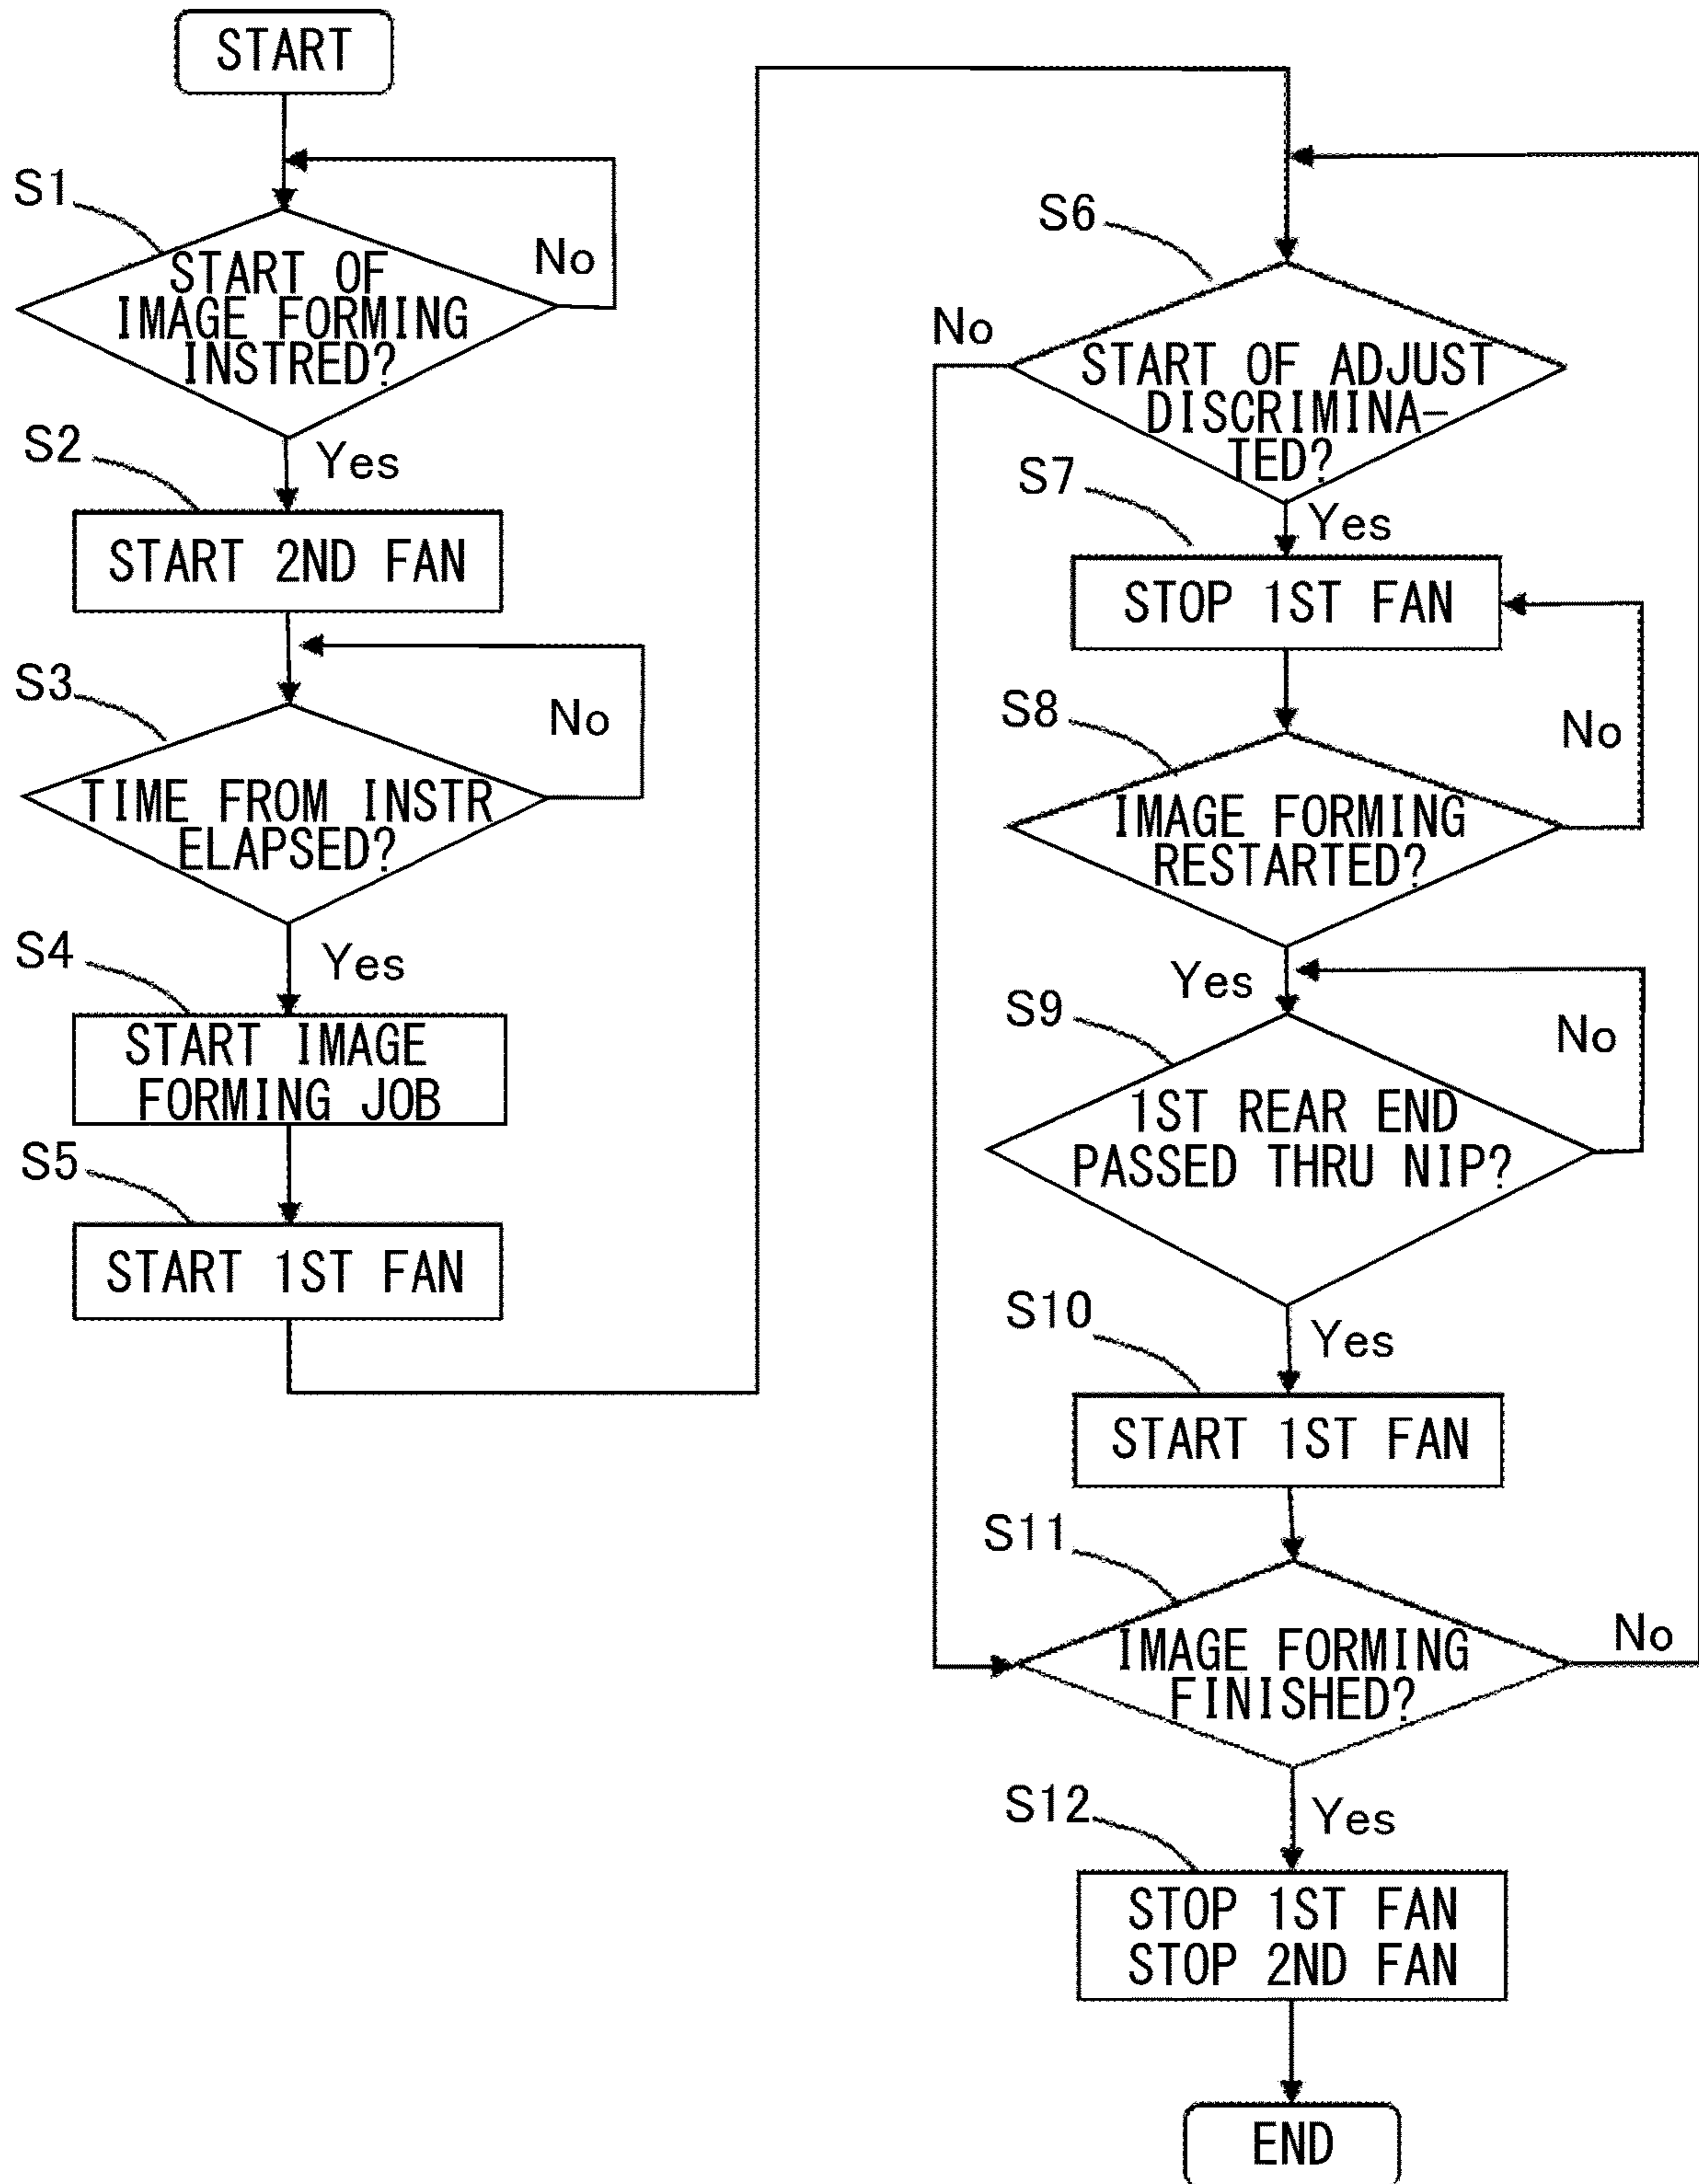 START
S1
START OF
IMAGE FORMING
INSTRED?
No
Yes
S2
START 2ND FAN
S3
TIME FROM INSTR
ELAPSED?
No
Yes
S4
START IMAGE
FORMING JOB
S5
START 1ST FAN
S6
START OF ADJUST
DISCRIMINA-
TED?
No
Yes
S7
STOP 1ST FAN
S8
IMAGE FORMING
RESTARTED?
No
Yes
S9
1ST REAR END
PASSED THRU NIP?
No
Yes
S10
START 1ST FAN
S11
IMAGE FORMING
FINISHED?
No
Yes
S12
STOP 1ST FAN
STOP 2ND FAN
END